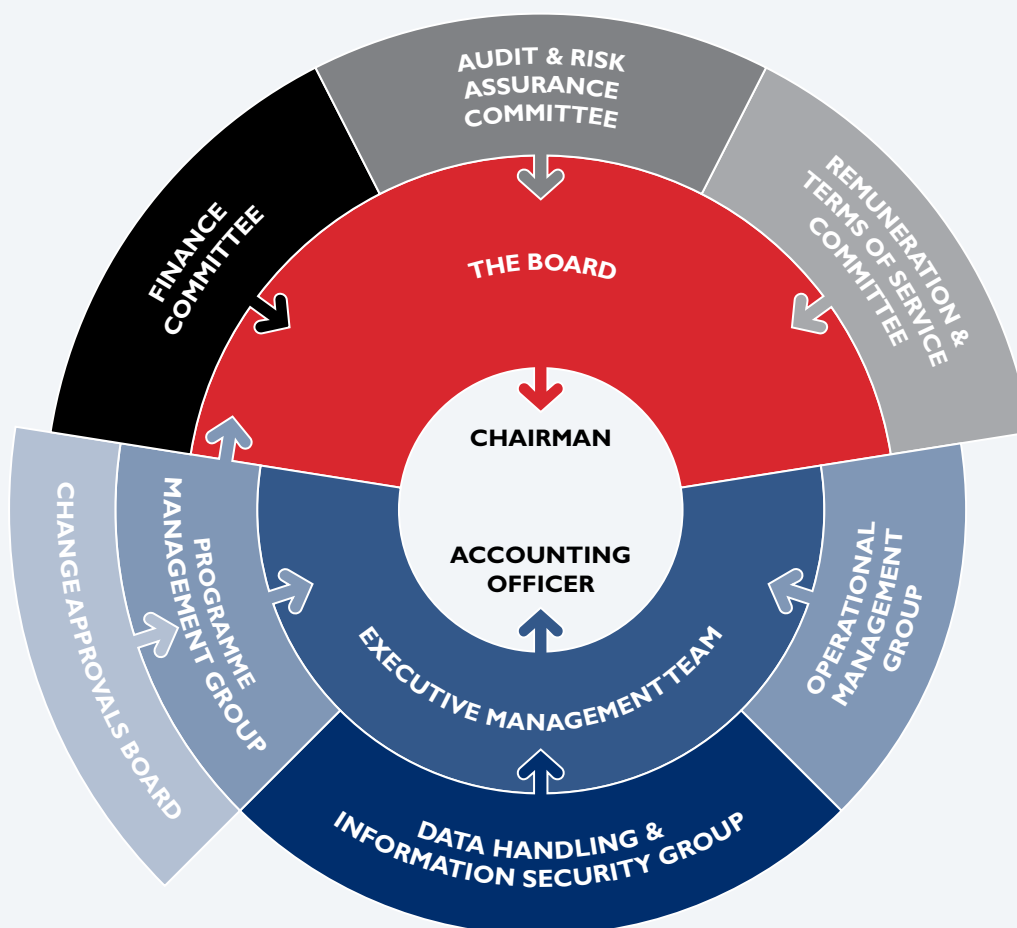 AUDIT & RISK
ASSURANCE
COMMITTEE
REMUNERATION &
TERMS OF SERVICE
COMMITTEE
FINANCE
COMMITTEE
THE BOARD
CHAIRMAN
ACCOUNTING
OFFICER
CHANGE APPROVALS BOARD
PROGRAMME
MANAGEMENT GROUP
EXECUTIVE MANAGEMENT TEAM
OPERATIONAL
MANAGEMENT
GROUP
DATA HANDLING &
INFORMATION SECURITY GROUP